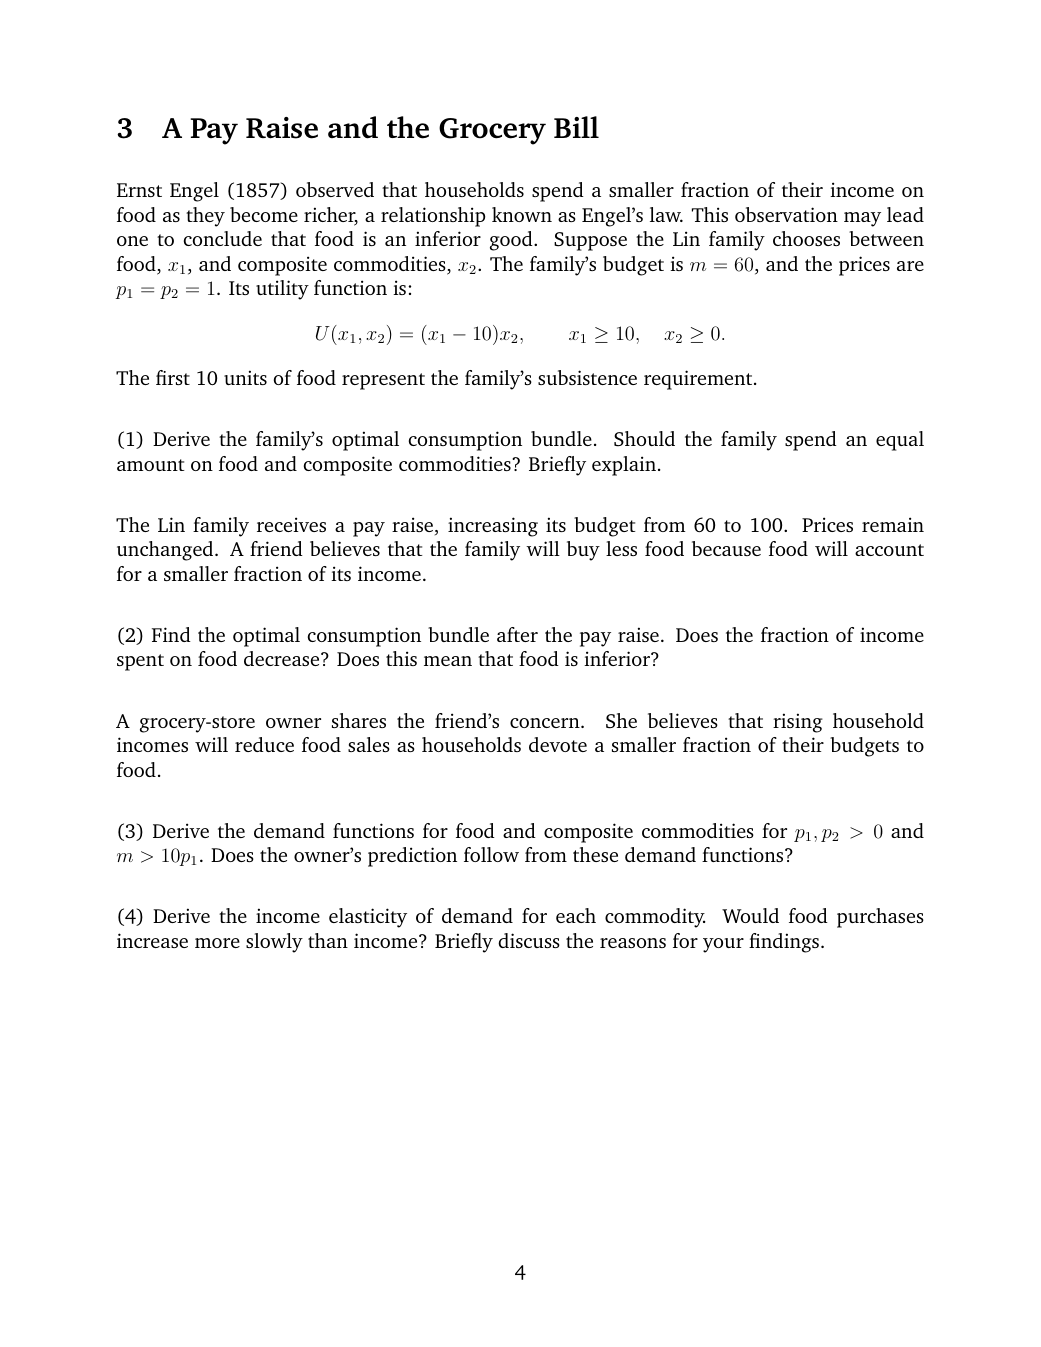 3 A Pay Raise and the Grocery Bill
Ernst Engel (1857) observed that households spend a smaller fraction of their income on
food as they become richer, a relationship known as Engel's law. This observation may lead
one to conclude that food is an inferior good. Suppose the Lin family chooses between
food, x₁, and composite commodities, x₂. The family's budget is m = 60, and the prices are
p₁ = p₂ = 1. Its utility function is:
U(x₁, x₂) = (x₁ − 10)x₂, x₁ ≥ 10, x₂ ≥ 0.
The first 10 units of food represent the family's subsistence requirement.
(1) Derive the family's optimal consumption bundle. Should the family spend an equal
amount on food and composite commodities? Briefly explain.
The Lin family receives a pay raise, increasing its budget from 60 to 100. Prices remain
unchanged. A friend believes that the family will buy less food because food will account
for a smaller fraction of its income.
(2) Find the optimal consumption bundle after the pay raise. Does the fraction of income
spent on food decrease? Does this mean that food is inferior?
A grocery-store owner shares the friend's concern. She believes that rising household
incomes will reduce food sales as households devote a smaller fraction of their budgets to
food.
(3) Derive the demand functions for food and composite commodities for p₁, p₂ > 0 and
m > 10p₁. Does the owner's prediction follow from these demand functions?
(4) Derive the income elasticity of demand for each commodity. Would food purchases
increase more slowly than income? Briefly discuss the reasons for your findings.
4